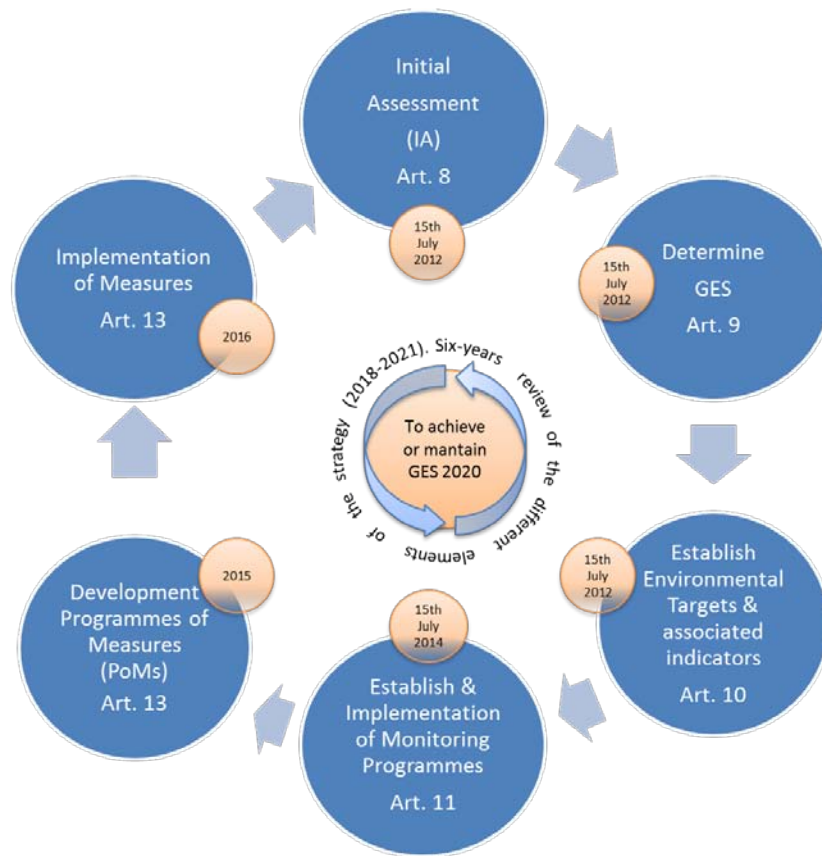 Initial
Assessment
(IA)
Art. 8
15th
July
2012
Determine
GES
Art. 9
15th
July
2012
Establish
Environmental
Targets &
associated
indicators
Art. 10
15th
July
2012
Establish &
Implementation
of Monitoring
Programmes
Art. 11
15th
July
2014
Development
Programmes of
Measures
(PoMs)
Art. 13
2015
Implementation
of Measures
Art. 13
2016
Six-years review of the different elements of the strategy (2018-2021).
To achieve
or mantain
GES 2020